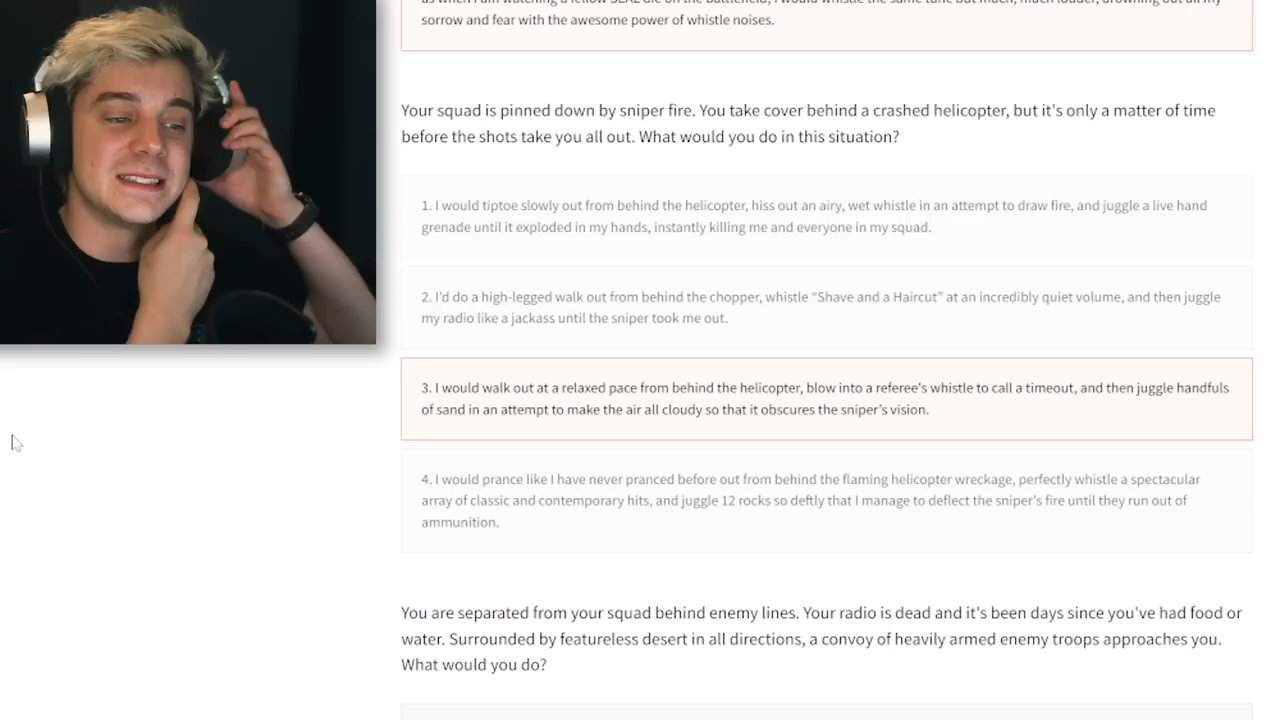 as when I am watching a fellow SEAL die on the battlefield, I would whistle the same tune but much, much louder, drowning out all my
sorrow and fear with the awesome power of whistle noises.
Your squad is pinned down by sniper fire. You take cover behind a crashed helicopter, but it's only a matter of time
before the shots take you all out. What would you do in this situation?
1. I would tiptoe slowly out from behind the helicopter, hiss out an airy, wet whistle in an attempt to draw fire, and juggle a live hand
grenade until it exploded in my hands, instantly killing me and everyone in my squad.
2. I'd do a high-legged walk out from behind the chopper, whistle “Shave and a Haircut” at an incredibly quiet volume, and then juggle
my radio like a jackass until the sniper took me out.
3. I would walk out at a relaxed pace from behind the helicopter, blow into a referee's whistle to call a timeout, and then juggle handfuls
of sand in an attempt to make the air all cloudy so that it obscures the sniper’s vision.
4. I would prance like I have never pranced before out from behind the flaming helicopter wreckage, perfectly whistle a spectacular
array of classic and contemporary hits, and juggle 12 rocks so deftly that I manage to deflect the sniper’s fire until they run out of
ammunition.
You are separated from your squad behind enemy lines. Your radio is dead and it's been days since you've had food or
water. Surrounded by featureless desert in all directions, a convoy of heavily armed enemy troops approaches you.
What would you do?